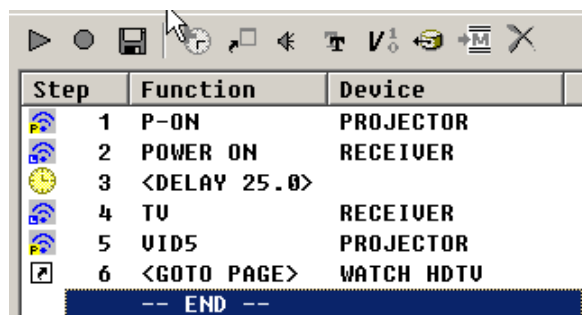 Step Function Device
1 P-ON PROJECTOR
2 POWER ON RECEIVER
3 <DELAY 25.0>
4 TV RECEIVER
5 VID5 PROJECTOR
6 <GOTO PAGE> WATCH HDTV
-- END --